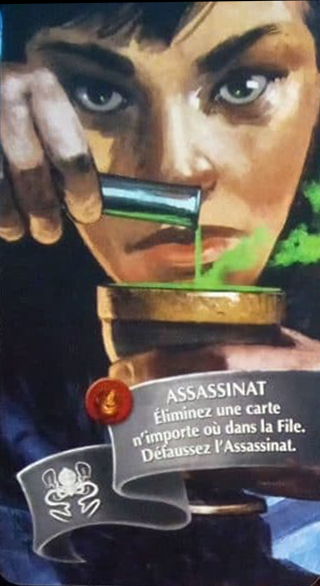 ASSASSINAT
Éliminez une carte
n'importe où dans la File.
Défaussez l'Assassinat.